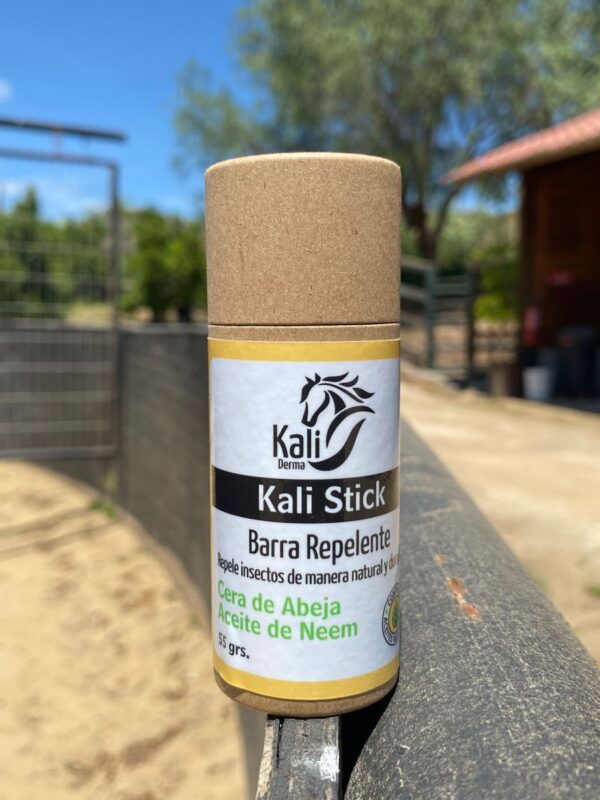 Kali
Derma
Kali Stick
Barra Repelente
Repele insectos de manera natural y
Cera de Abeja
Aceite de Neem
55 grs.